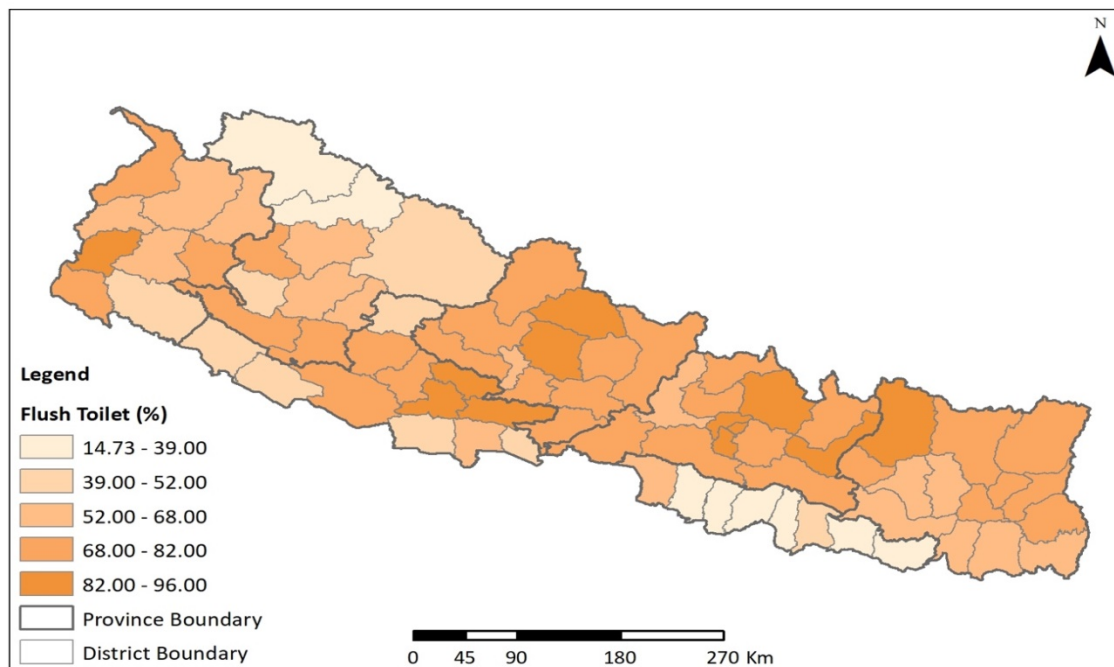 N
Legend
Flush Toilet (%)
14.73 - 39.00
39.00 - 52.00
52.00 - 68.00
68.00 - 82.00
82.00 - 96.00
Province Boundary
District Boundary
0 45 90 180 270 Km